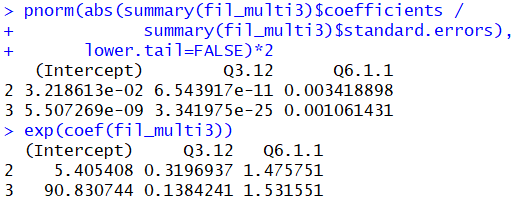 > pnorm(abs(summary(fil_multi3)$coefficients /
+           summary(fil_multi3)$standard.errors),
+       lower.tail=FALSE)*2
   (Intercept)        Q3.12      Q6.1.1
2 3.218613e-02 6.543917e-11 0.003418898
3 5.507269e-09 3.341975e-25 0.001061431
> exp(coef(fil_multi3))
  (Intercept)     Q3.12   Q6.1.1
2    5.405408 0.3196937 1.475751
3   90.830744 0.1384241 1.531551